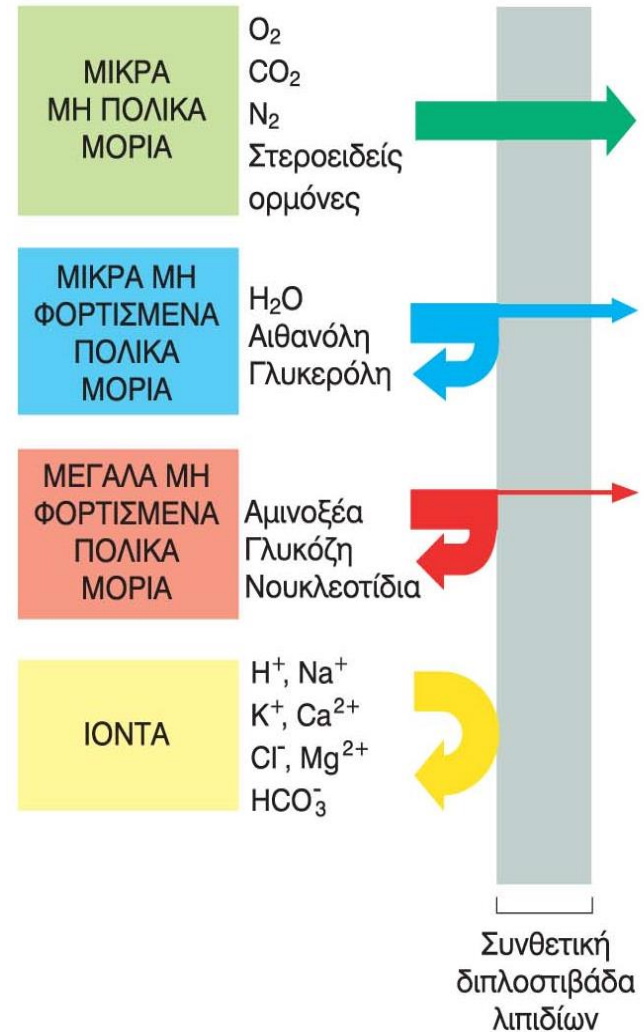 ΜΙΚΡΑ
ΜΗ ΠΟΛΙΚΑ
ΜΟΡΙΑ
O₂
CO₂
N₂
Στεροειδείς
ορμόνες
ΜΙΚΡΑ ΜΗ
ΦΟΡΤΙΣΜΕΝΑ
ΠΟΛΙΚΑ
ΜΟΡΙΑ
H₂O
Αιθανόλη
Γλυκερόλη
ΜΕΓΑΛΑ ΜΗ
ΦΟΡΤΙΣΜΕΝΑ
ΠΟΛΙΚΑ
ΜΟΡΙΑ
Αμινοξέα
Γλυκόζη
Νουκλεοτίδια
ΙΟΝΤΑ
H⁺, Na⁺
K⁺, Ca²⁺
Cl⁻, Mg²⁺
HCO₃⁻
Συνθετική
διπλοστιβάδα
λιπιδίων